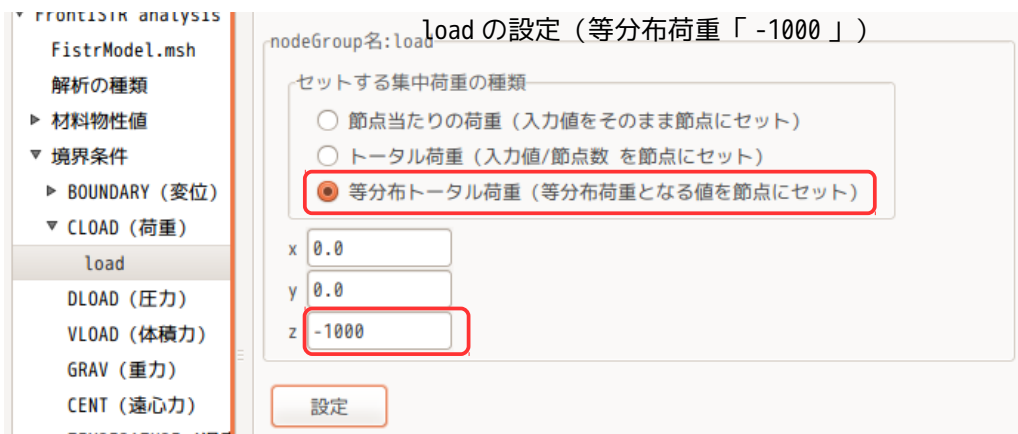 FrontISTR analysis
FistrModel.msh
解析の種類
材料物性値
境界条件
BOUNDARY (変位)
CLOAD (荷重)
load
DLOAD (圧力)
VLOAD (体積力)
GRAV (重力)
CENT (遠心力)
load の設定（等分布荷重「 -1000 」）
nodeGroup名:load
セットする集中荷重の種類
節点当たりの荷重 (入力値をそのまま節点にセット)
トータル荷重 (入力値/節点数 を節点にセット)
等分布トータル荷重 (等分布荷重となる値を節点にセット)
x 0.0
y 0.0
z -1000
設定